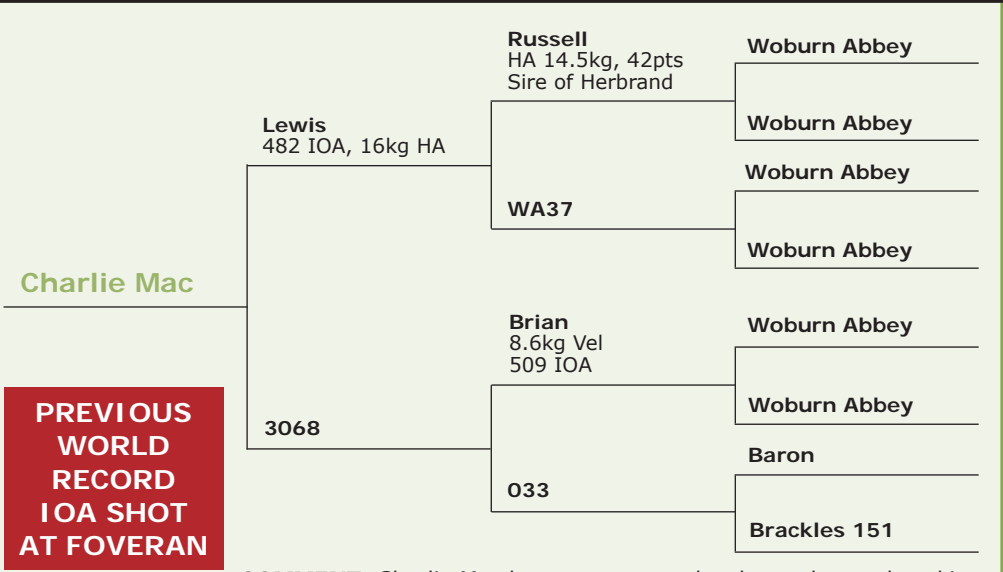 Russell
HA 14.5kg, 42pts
Sire of Herbrand
Woburn Abbey
Woburn Abbey
Lewis
482 IOA, 16kg HA
Woburn Abbey
WA37
Woburn Abbey
Charlie Mac
Brian
8.6kg Vel
509 IOA
Woburn Abbey
Woburn Abbey
3068
Baron
033
Brackles 151
PREVIOUS
WORLD
RECORD
IOA SHOT
AT FOVERAN